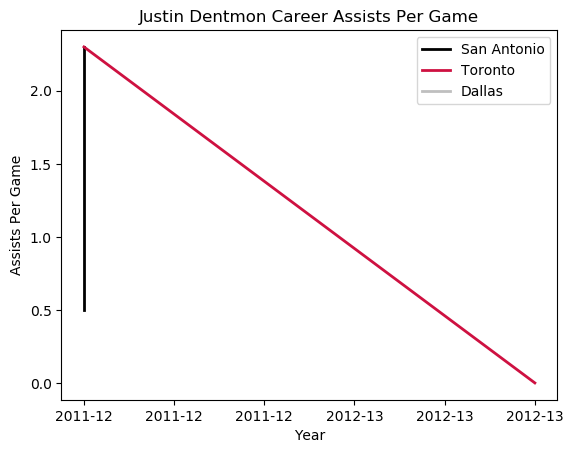 Justin Dentmon Career Assists Per Game
San Antonio
Toronto
Dallas
Assists Per Game
2.0
1.5
1.0
0.5
0.0
2011-12 2011-12 2011-12 2012-13 2012-13 2012-13
Year